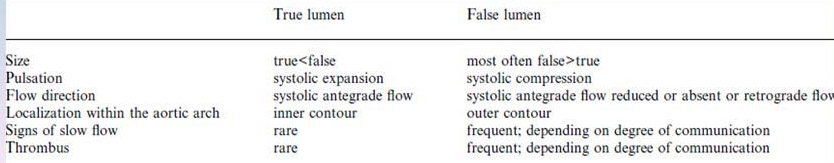 True lumen False lumen
Size true<false most often false>true
Pulsation systolic expansion systolic compression
Flow direction systolic antegrade flow systolic antegrade flow reduced or absent or retrograde flow
Localization within the aortic arch inner contour outer contour
Signs of slow flow rare frequent; depending on degree of communication
Thrombus rare frequent; depending on degree of communication